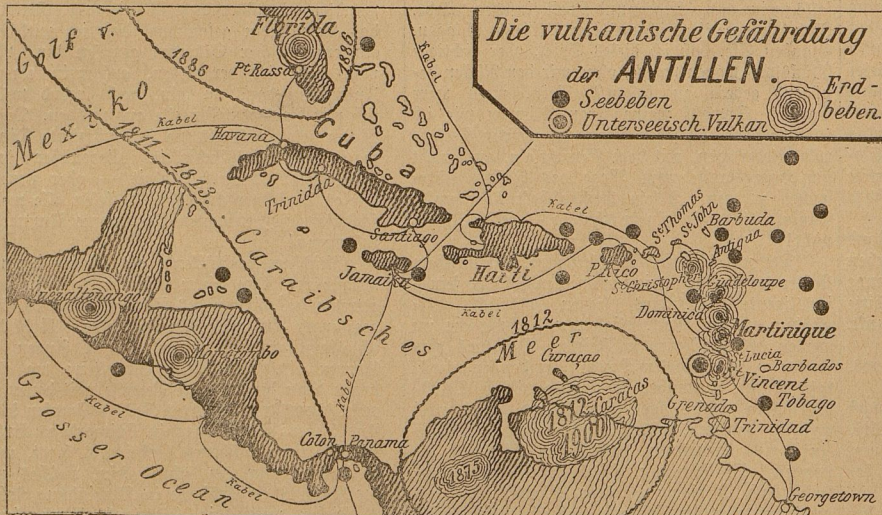 Die vulkanische Gefährdung
der ANTILLEN.
Seebeben
Unterseeisch. Vulkan
Erd-
beben.
Golf v.
Mexiko
Florida
Pt Rassa
1886
1886
1811-1813.
Kabel
Kabel
Havana
Cuba
Trinidad
Santiago
Jamaika
Haiti
Kabel
P. Rico
St Thomas
St John
Barbuda
Antigua
St Christoph
Guadeloupe
Dominica
Martinique
St Lucia
Barbados
St Vincent
Grenada
Tobago
Trinidad
Georgetown
Caraibsches
Meer
Kabel
1812
Curaçao
1812 Caracas
1900
1875
Kabel
Colon
Panama
Kabel
Kabel
Grosser Ocean